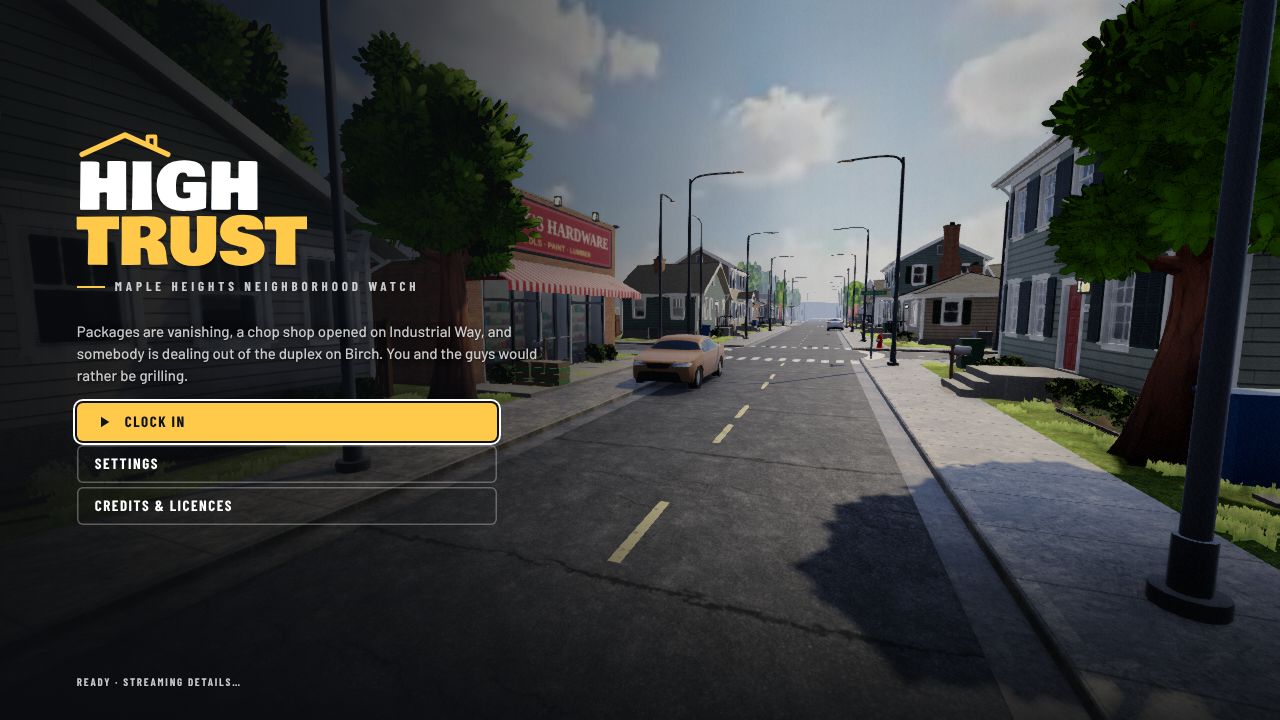 HIGH
TRUST
MAPLE HEIGHTS NEIGHBORHOOD WATCH
Packages are vanishing, a chop shop opened on Industrial Way, and
somebody is dealing out of the duplex on Birch. You and the guys would
rather be grilling.
CLOCK IN
SETTINGS
CREDITS & LICENCES
HARDWARE
PAINT · LUMBER
READY · STREAMING DETAILS…